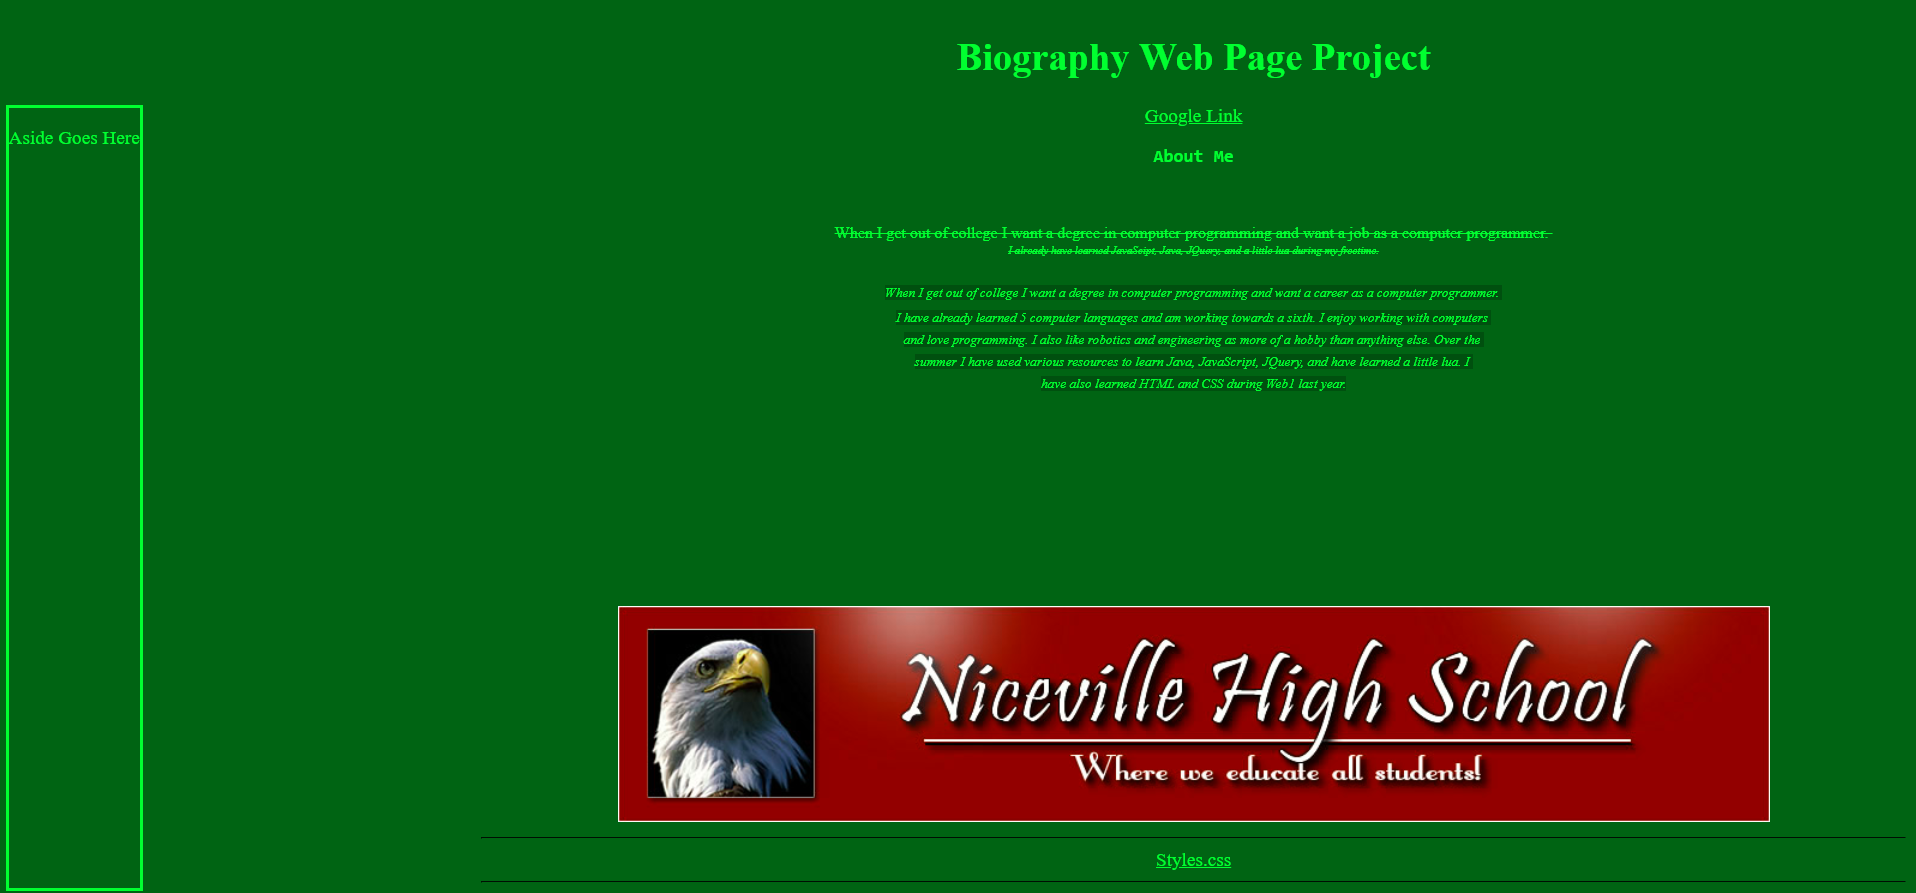 Biography Web Page Project
Aside Goes Here
Google Link
About Me
When I get out of college I want a degree in computer programming and want a job as a computer programmer.
I already have learned JavaSript, Java, JQuery, and a little lua during my freetime.
When I get out of college I want a degree in computer programming and want a career as a computer programmer.
I have already learned 5 computer languages and am working towards a sixth. I enjoy working with computers
and love programming. I also like robotics and engineering as more of a hobby than anything else. Over the
summer I have used various resources to learn Java, JavaScript, JQuery, and have learned a little lua. I
have also learned HTML and CSS during Web1 last year.
Niceville High School
Where we educate all students!
Styles.css